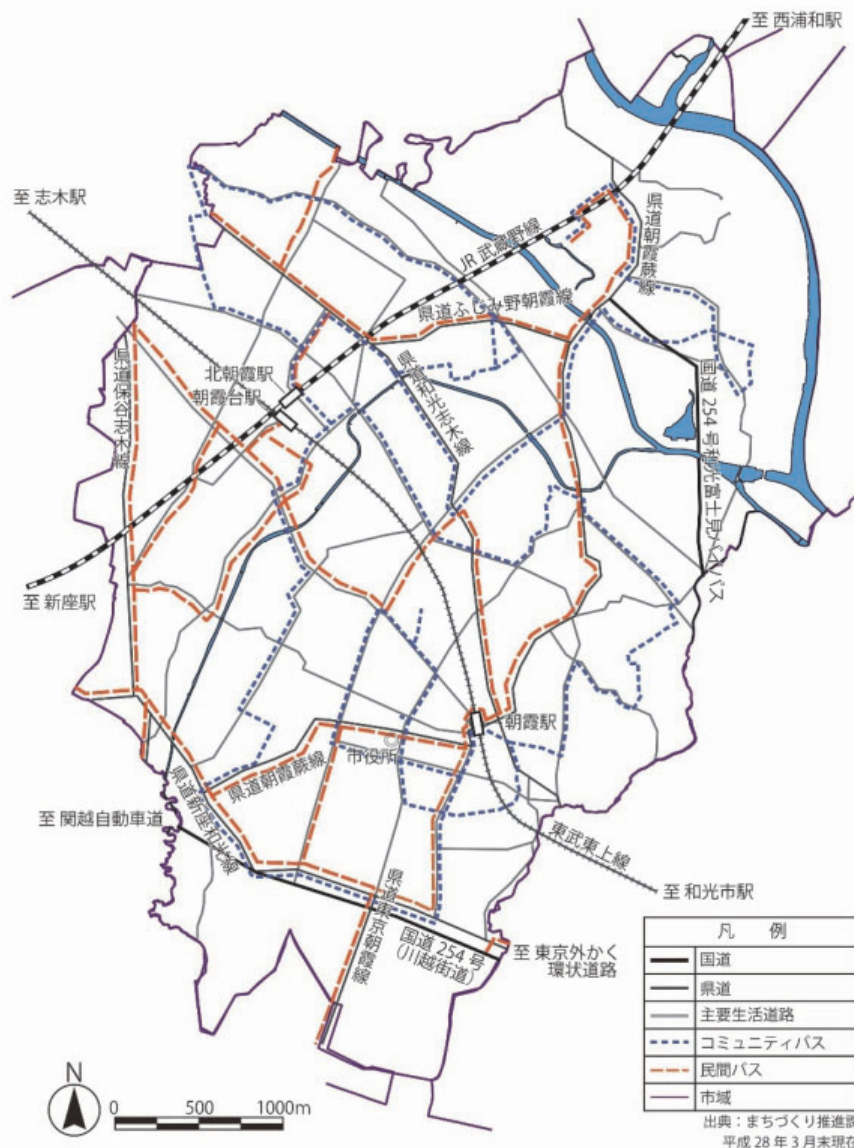 至 西浦和駅
至 志木駅
県道朝霞蕨線
JR 武蔵野線
県道ふじみ野朝霞線
県道保谷志木線
北朝霞駅
朝霞台駅
県道和光志木線
国道 254 号和光富士見バイパス
至 新座駅
朝霞駅
市役所
県道朝霞蕨線
県道新座和光線
至 関越自動車道
東武東上線
至 和光市駅
県道東京朝霞線
国道 254 号
(川越街道)
至 東京外かく
環状道路
凡 例
国道
県道
主要生活道路
コミュニティバス
民間バス
市域
N
0 500 1000m
出典：まちづくり推進課
平成 28 年 3 月末現在